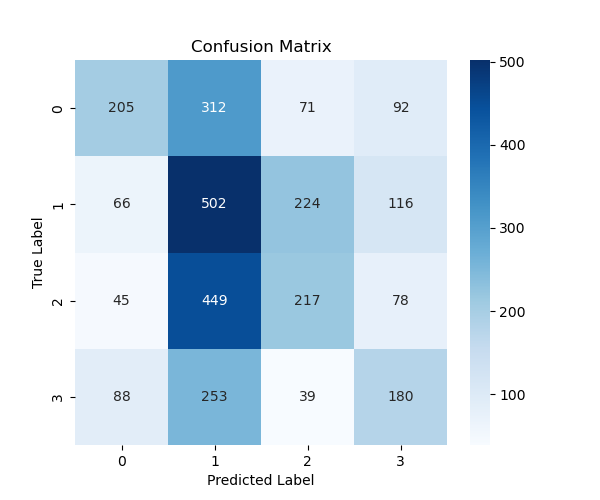 Confusion Matrix
True Label
0 205 312 71 92
1 66 502 224 116
2 45 449 217 78
3 88 253 39 180
0 1 2 3
Predicted Label
500
400
300
200
100